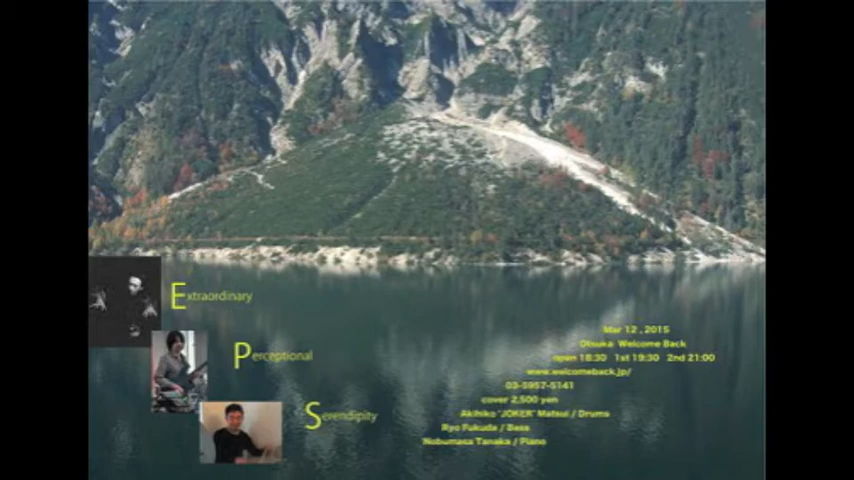 Extraordinary
Perceptional
Serendipity
Mar 12 , 2015
Otsuka Welcome Back
open 18:30 1st 19:30 2nd 21:00
www.welcomeback.jp/
03-5957-5141
cover 2,500 yen
Akihiko "JOKER" Matsui / Drums
Ryo Fukuda / Bass
Nobumasa Tanaka / Piano